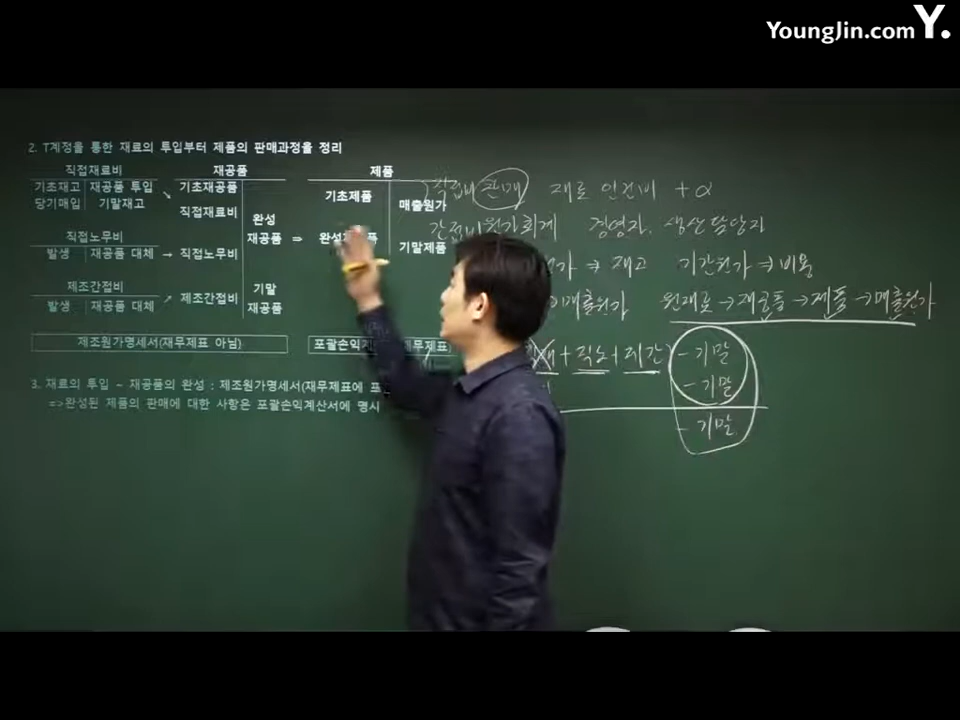 YoungJin.com Y.
2. T계정을 통한 재료의 투입부터 제품의 판매과정을 정리
직접재료비
기초재고 재공품 투입
당기매입 기말재고
직접노무비
발생 재공품 대체
제조간접비
발생 재공품 대체
→
→
→
재공품
기초재공품
직접재료비
직접노무비
제조간접비
완성
재공품 ⇒
기말
재공품
제품
기초제품
매출원가
기말제품
제조원가명세서(재무제표 아님)
포괄손익 재무제표
3. 재료의 투입 ~ 재공품의 완성 : 제조원가명세서(재무제표에
=>완성된 제품의 판매에 대한 사항은 포괄손익계산서에 명시
직접비 판매 재료 인건비 + α
간접비 원가회계 경영자, 생산담당자
⇒ 재고 기간원가 ⇒ 비용
매출원가 원재료 → 재공품 → 제품 → 매출원가
+ 직노 + 제간) - 기말
- 기말
- 기말